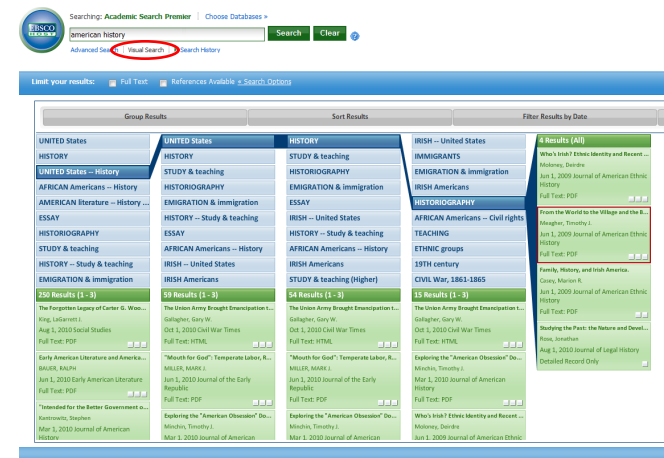 EBSCO
HOST
Searching: Academic Search Premier | Choose Databases »
american history
Search
Clear
Advanced Search | Visual Search | Search History
Limit your results: Full Text References Available « Search Options
Group Results
Sort Results
Filter Results by Date
UNITED States
HISTORY
UNITED States -- History
AFRICAN Americans -- History
AMERICAN literature -- History ...
ESSAY
HISTORIOGRAPHY
STUDY & teaching
HISTORY -- Study & teaching
EMIGRATION & immigration
250 Results (1 - 3)
The Forgotten Legacy of Carter G. Woo...
King, LaGarrett J.
Aug 1, 2010 Social Studies
Full Text: PDF
Early American Literature and America...
BAUER, RALPH
Jun 1, 2010 Early American Literature
Full Text: PDF
"Intended for the Better Government o...
Kantrowitz, Stephen
Mar 1, 2010 Journal of American
History
UNITED States
HISTORY
STUDY & teaching
HISTORIOGRAPHY
EMIGRATION & immigration
HISTORY -- Study & teaching
ESSAY
AFRICAN Americans -- History
IRISH -- United States
IRISH Americans
59 Results (1 - 3)
The Union Army Brought Emancipation t...
Gallagher, Gary W.
Oct 1, 2010 Civil War Times
Full Text: HTML
"Mouth for God": Temperate Labor, R...
MILLER, MARK J.
Jun 1, 2010 Journal of the Early
Republic
Full Text: PDF
Exploring the "American Obsession" Do...
Minchin, Timothy J.
Mar 1, 2010 Journal of American
HISTORY
STUDY & teaching
HISTORIOGRAPHY
EMIGRATION & immigration
ESSAY
IRISH -- United States
HISTORY -- Study & teaching
AFRICAN Americans -- History
IRISH Americans
STUDY & teaching (Higher)
54 Results (1 - 3)
The Union Army Brought Emancipation t...
Gallagher, Gary W.
Oct 1, 2010 Civil War Times
Full Text: HTML
"Mouth for God": Temperate Labor, R...
MILLER, MARK J.
Jun 1, 2010 Journal of the Early
Republic
Full Text: PDF
Exploring the "American Obsession" Do...
Minchin, Timothy J.
Mar 1, 2010 Journal of American
IRISH -- United States
IMMIGRANTS
EMIGRATION & immigration
IRISH Americans
HISTORIOGRAPHY
AFRICAN Americans -- Civil rights
TEACHING
ETHNIC groups
19TH century
CIVIL War, 1861-1865
15 Results (1 - 3)
The Union Army Brought Emancipation t...
Gallagher, Gary W.
Oct 1, 2010 Civil War Times
Full Text: HTML
Exploring the "American Obsession" Do...
Minchin, Timothy J.
Mar 1, 2010 Journal of American
History
Full Text: PDF
Who's Irish? Ethnic Identity and Recent ...
Moloney, Deirdre
Jun 1, 2009 Journal of American Ethnic
4 Results (All)
Who's Irish? Ethnic Identity and Recent ...
Moloney, Deirdre
Jun 1, 2009 Journal of American Ethnic
History
Full Text: PDF
From the World to the Village and the B...
Meagher, Timothy J.
Jun 1, 2009 Journal of American Ethnic
History
Full Text: PDF
Family, History, and Irish America.
Casey, Marion R.
Jun 1, 2009 Journal of American Ethnic
History
Full Text: PDF
Studying the Past: the Nature and Devel...
Rosa, Jonathan
Aug 1, 2009 Journal of Legal History
Detailed Record Only